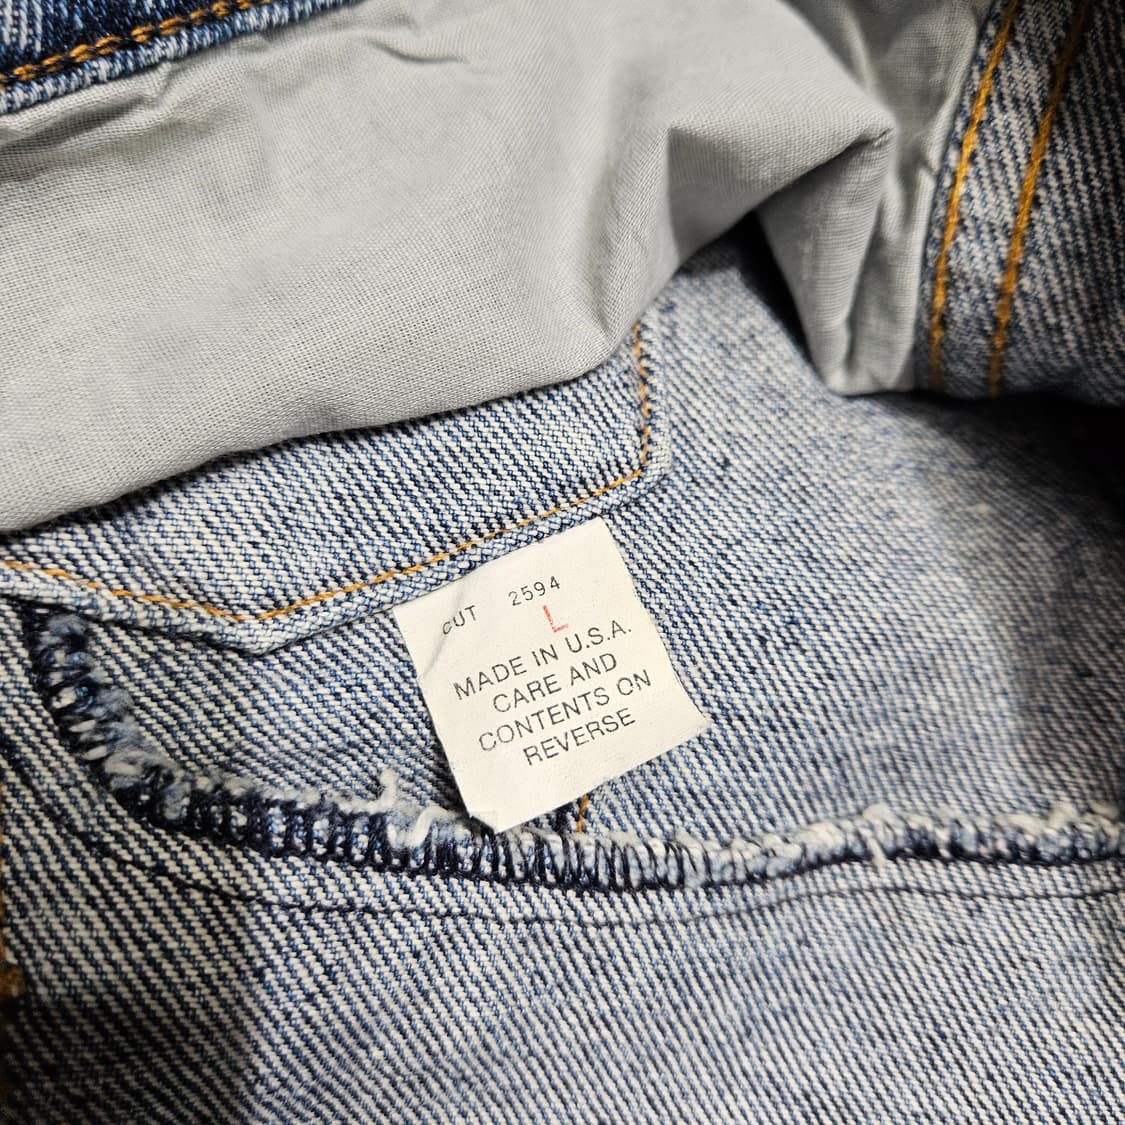 CUT 2594
L
MADE IN U.S.A.
CARE AND
CONTENTS ON
REVERSE